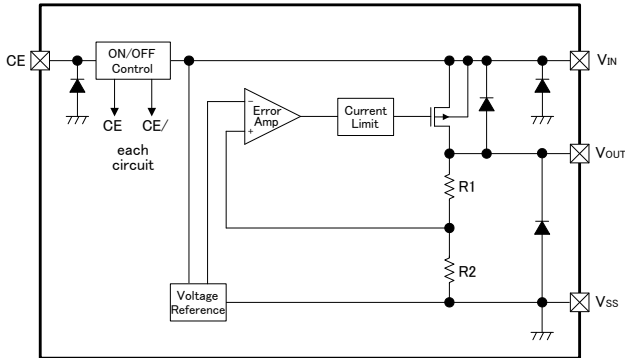 CE
ON/OFF
Control
CE
CE/
each
circuit
−
+
Error
Amp
Current
Limit
VIN
VOUT
R1
R2
Voltage
Reference
VSS